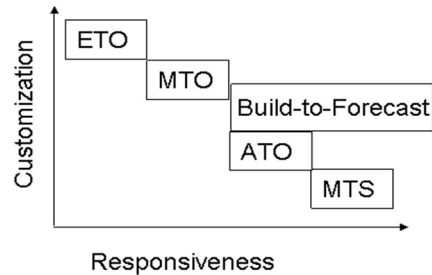 Customization
ETO
MTO
Build-to-Forecast
ATO
MTS
Responsiveness